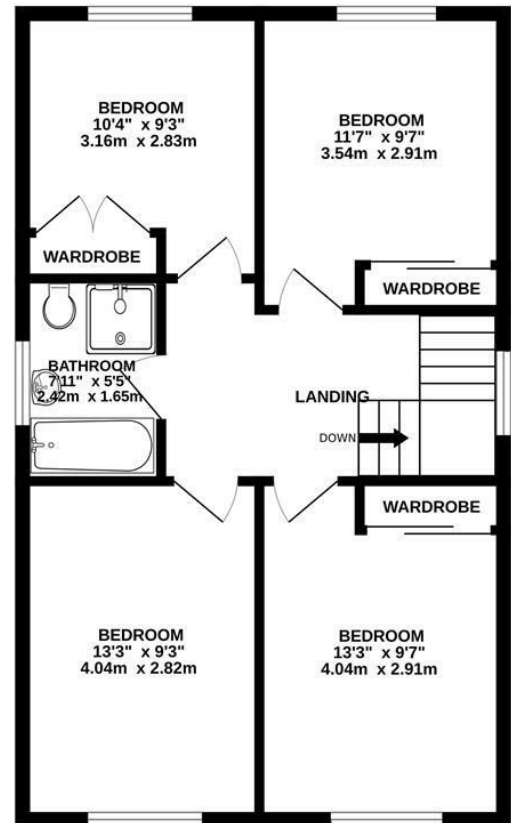 BEDROOM
10'4" x 9'3"
3.16m x 2.83m
BEDROOM
11'7" x 9'7"
3.54m x 2.91m
WARDROBE
WARDROBE
BATHROOM
7'11" x 5'5"
2.42m x 1.65m
LANDING
DOWN
WARDROBE
BEDROOM
13'3" x 9'3"
4.04m x 2.82m
BEDROOM
13'3" x 9'7"
4.04m x 2.91m